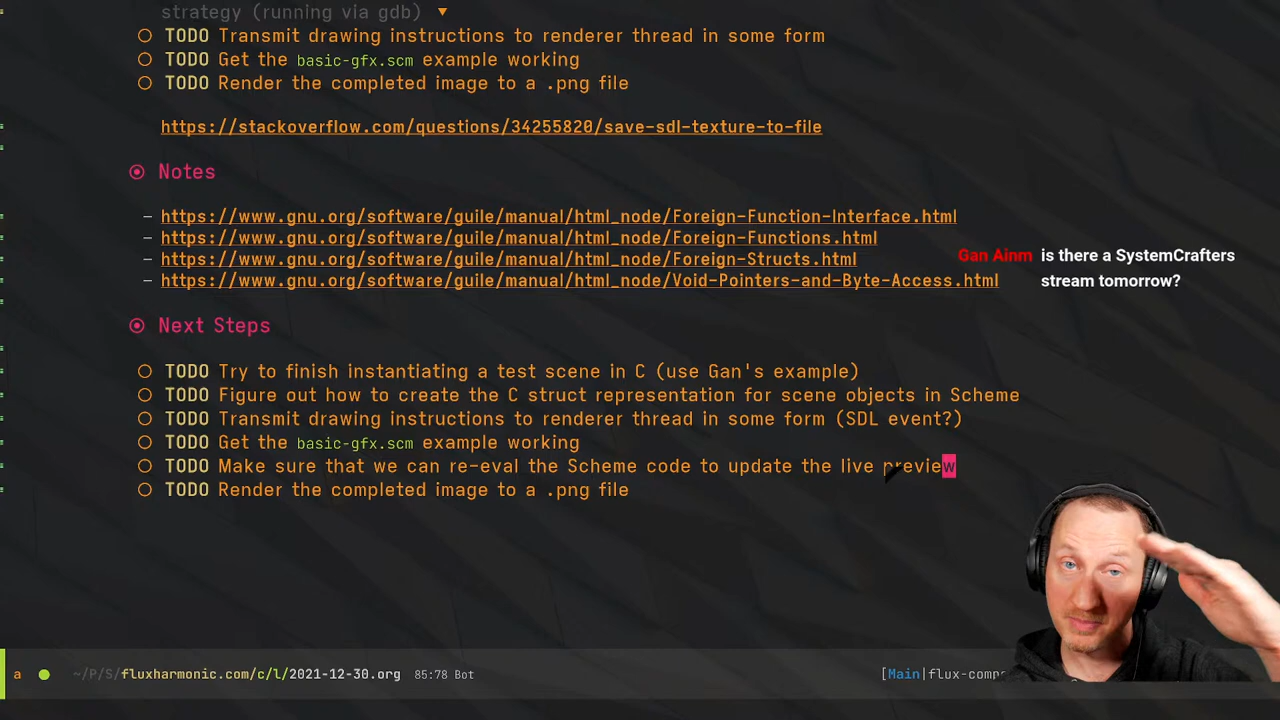 strategy (running via gdb) ▼
TODO Transmit drawing instructions to renderer thread in some form
TODO Get the basic-gfx.scm example working
TODO Render the completed image to a .png file
https://stackoverflow.com/questions/34255820/save-sdl-texture-to-file
Notes
– https://www.gnu.org/software/guile/manual/html_node/Foreign-Function-Interface.html
– https://www.gnu.org/software/guile/manual/html_node/Foreign-Functions.html
– https://www.gnu.org/software/guile/manual/html_node/Foreign-Structs.html
– https://www.gnu.org/software/guile/manual/html_node/Void-Pointers-and-Byte-Access.html
Gan Ainm is there a SystemCrafters
stream tomorrow?
Next Steps
TODO Try to finish instantiating a test scene in C (use Gan's example)
TODO Figure out how to create the C struct representation for scene objects in Scheme
TODO Transmit drawing instructions to renderer thread in some form (SDL event?)
TODO Get the basic-gfx.scm example working
TODO Make sure that we can re-eval the Scheme code to update the live preview
TODO Render the completed image to a .png file
a ~/P/S/fluxharmonic.com/c/l/2021-12-30.org 85:78 Bot [Main|flux-comp